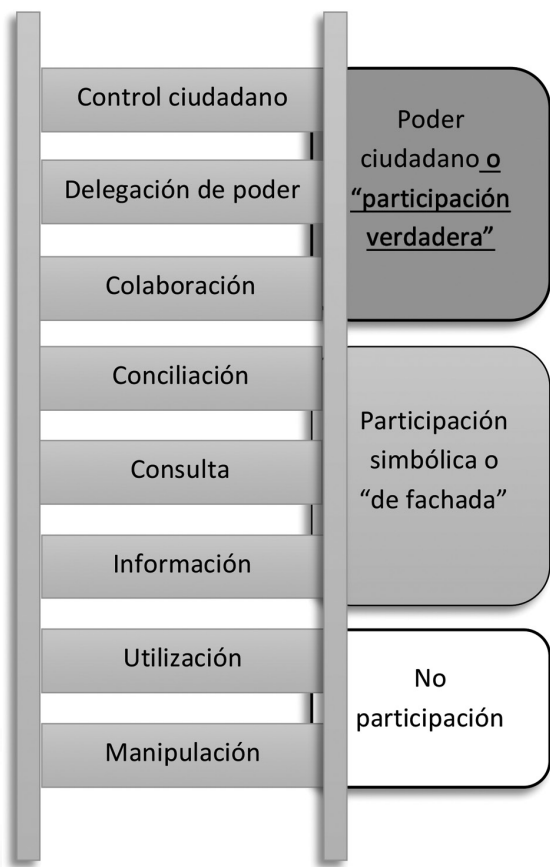 Control ciudadano
Delegación de poder
Colaboración
Poder
ciudadano o
“participación
verdadera”
Conciliación
Consulta
Información
Participación
simbólica o
“de fachada”
Utilización
Manipulación
No
participación